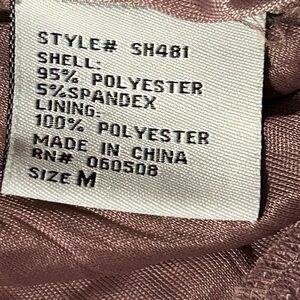 STYLE# SH481
SHELL:
95% POLYESTER
5%SPANDEX
LINING:
100% POLYESTER
MADE IN CHINA
RN# 060508
SIZE M